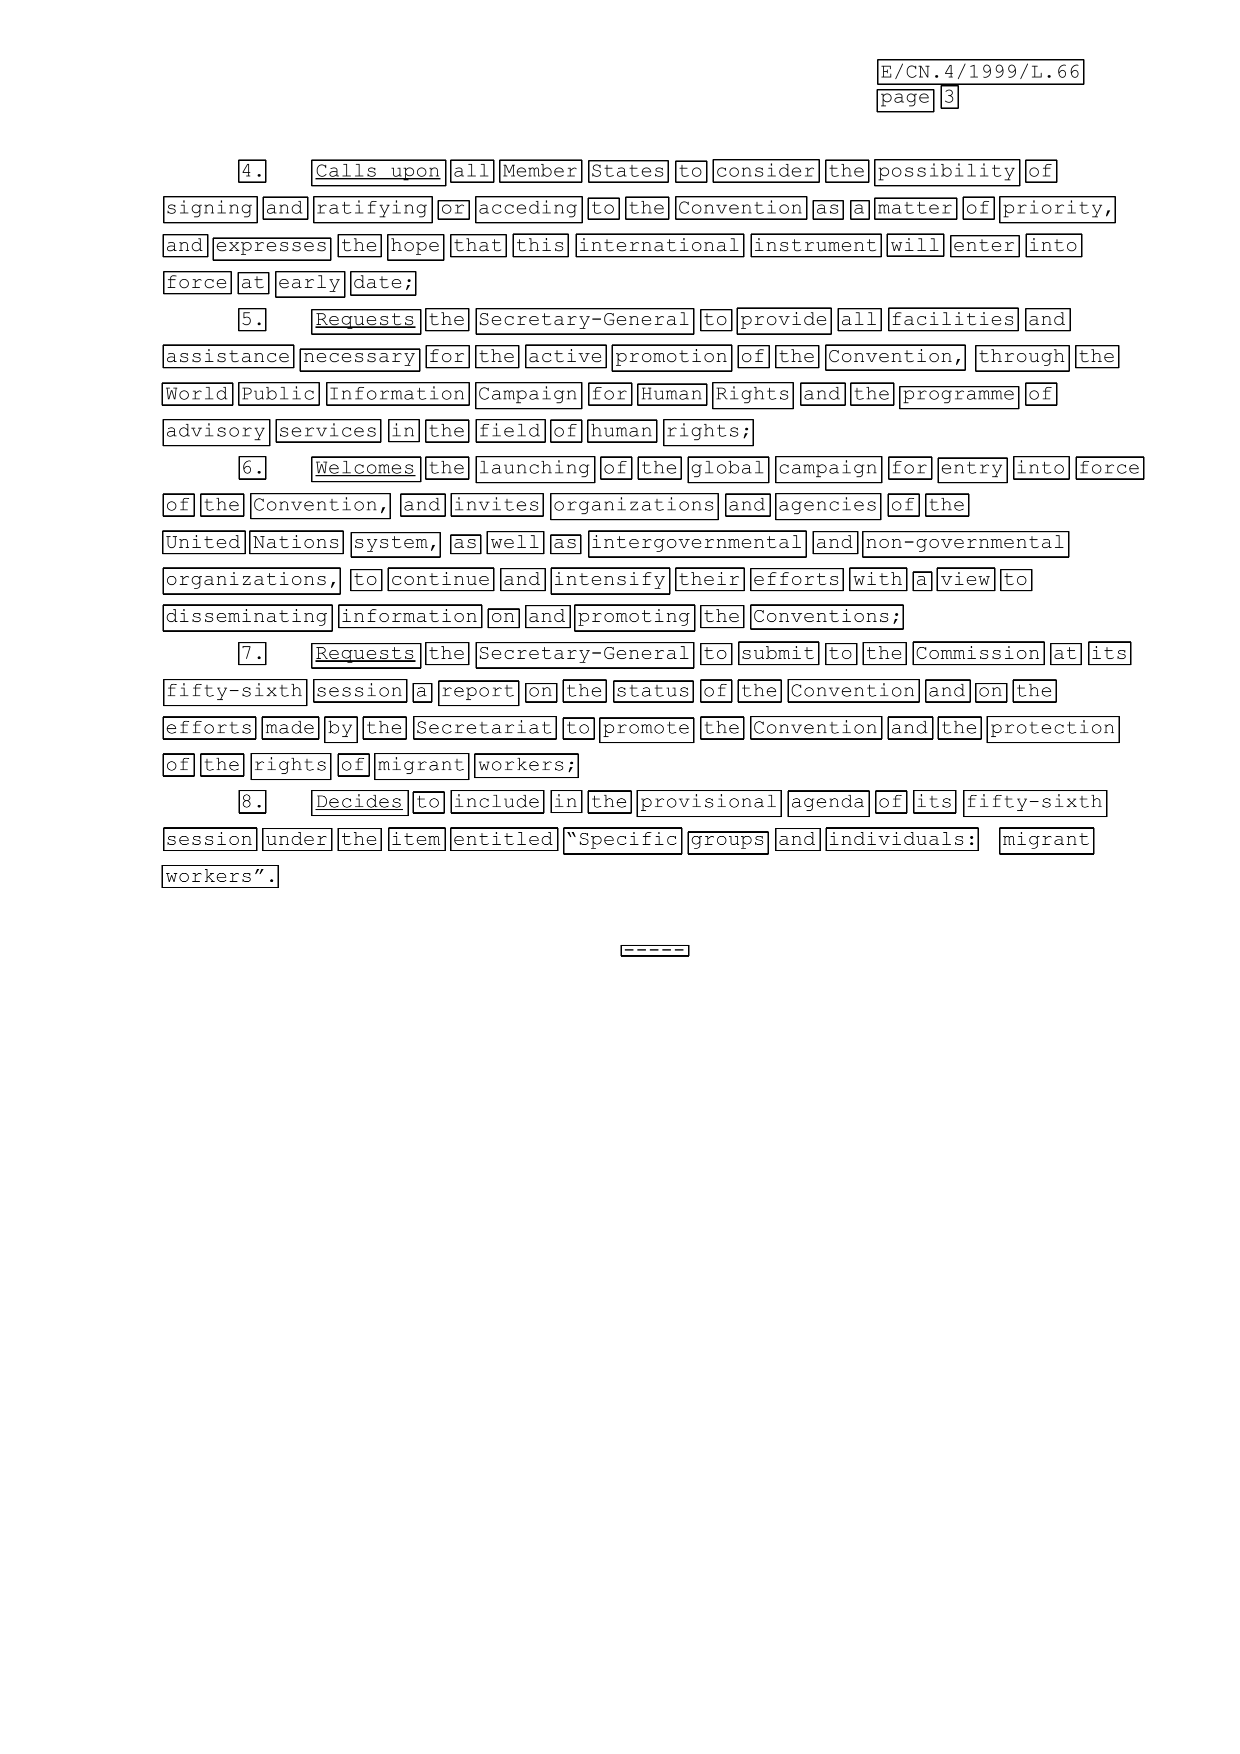 E/CN.4/1999/L.66
page 3
4. Calls upon all Member States to consider the possibility of
signing and ratifying or acceding to the Convention as a matter of priority,
and expresses the hope that this international instrument will enter into
force at early date;
5. Requests the Secretary-General to provide all facilities and
assistance necessary for the active promotion of the Convention, through the
World Public Information Campaign for Human Rights and the programme of
advisory services in the field of human rights;
6. Welcomes the launching of the global campaign for entry into force
of the Convention, and invites organizations and agencies of the
United Nations system, as well as intergovernmental and non-governmental
organizations, to continue and intensify their efforts with a view to
disseminating information on and promoting the Conventions;
7. Requests the Secretary-General to submit to the Commission at its
fifty-sixth session a report on the status of the Convention and on the
efforts made by the Secretariat to promote the Convention and the protection
of the rights of migrant workers;
8. Decides to include in the provisional agenda of its fifty-sixth
session under the item entitled “Specific groups and individuals: migrant
workers”.
-----